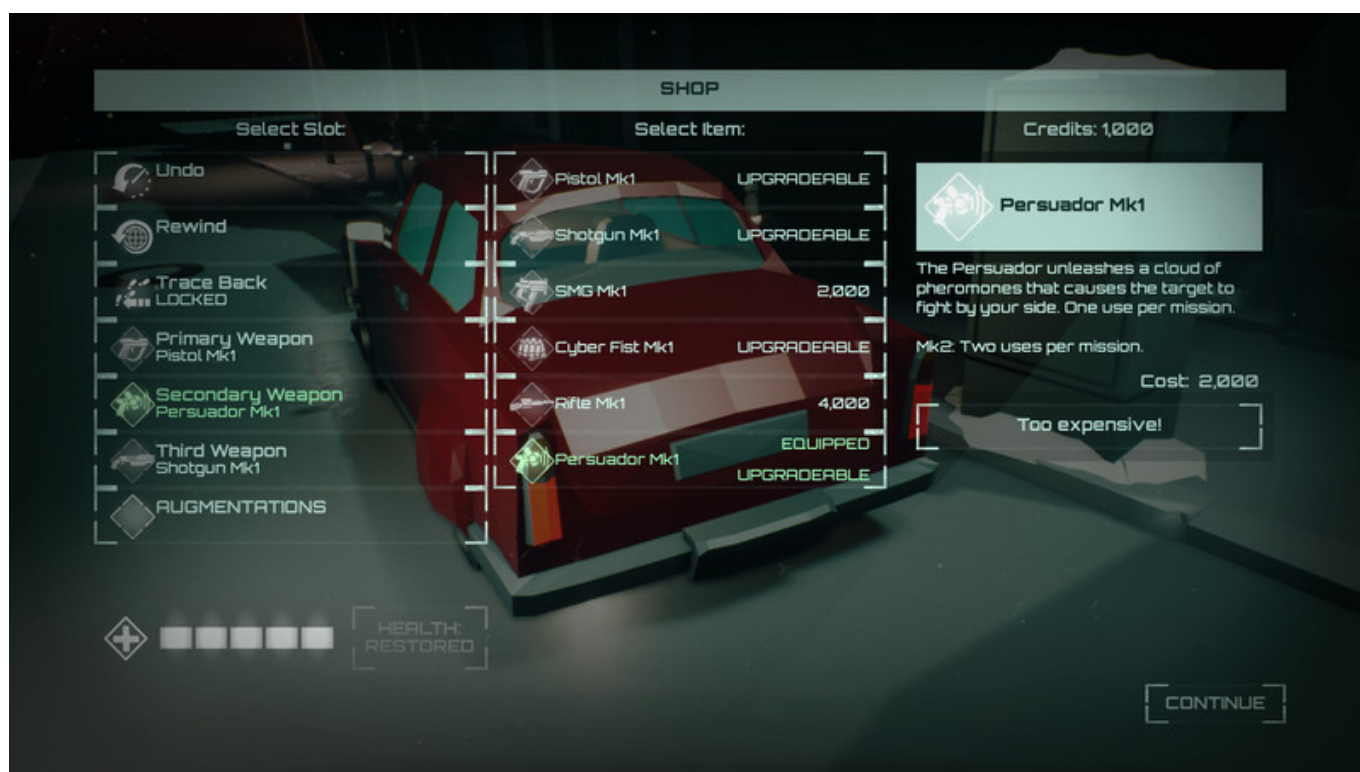 SHOP
Select Slot:
Undo
Rewind
Trace Back
LOCKED
Primary Weapon
Pistol Mk1
Secondary Weapon
Persuador Mk1
Third Weapon
Shotgun Mk1
AUGMENTATIONS
HEALTH:
RESTORED
Select Item:
Pistol Mk1 UPGRADEABLE
Shotgun Mk1 UPGRADEABLE
SMG Mk1 2,000
Cyber Fist Mk1 UPGRADEABLE
Rifle Mk1 4,000
EQUIPPED
Persuador Mk1
UPGRADEABLE
Credits: 1,000
Persuador Mk1
The Persuador unleashes a cloud of
pheromones that causes the target to
fight by your side. One use per mission.
Mk2: Two uses per mission.
Cost: 2,000
Too expensive!
CONTINUE